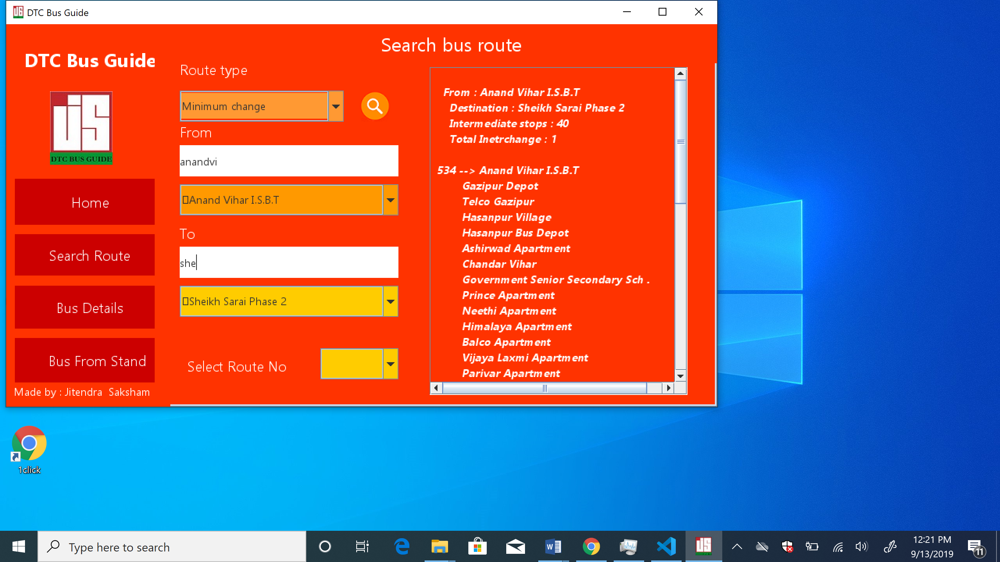 DTC Bus Guide
Search bus route
DTC Bus Guide
JS
DTC BUS GUIDE
Home
Search Route
Bus Details
Bus From Stand
Made by : Jitendra Saksham
Route type
Minimum change
From
anandvi
Anand Vihar I.S.B.T
To
she
Sheikh Sarai Phase 2
Select Route No
From : Anand Vihar I.S.B.T
Destination : Sheikh Sarai Phase 2
Intermediate stops : 40
Total Inetrchange : 1
534 --> Anand Vihar I.S.B.T
Gazipur Depot
Telco Gazipur
Hasanpur Village
Hasanpur Bus Depot
Ashirwad Apartment
Chandar Vihar
Government Senior Secondary Sch .
Prince Apartment
Neethi Apartment
Himalaya Apartment
Balco Apartment
Vijaya Laxmi Apartment
Parivar Apartment
1click
Type here to search
12:21 PM
9/13/2019
11